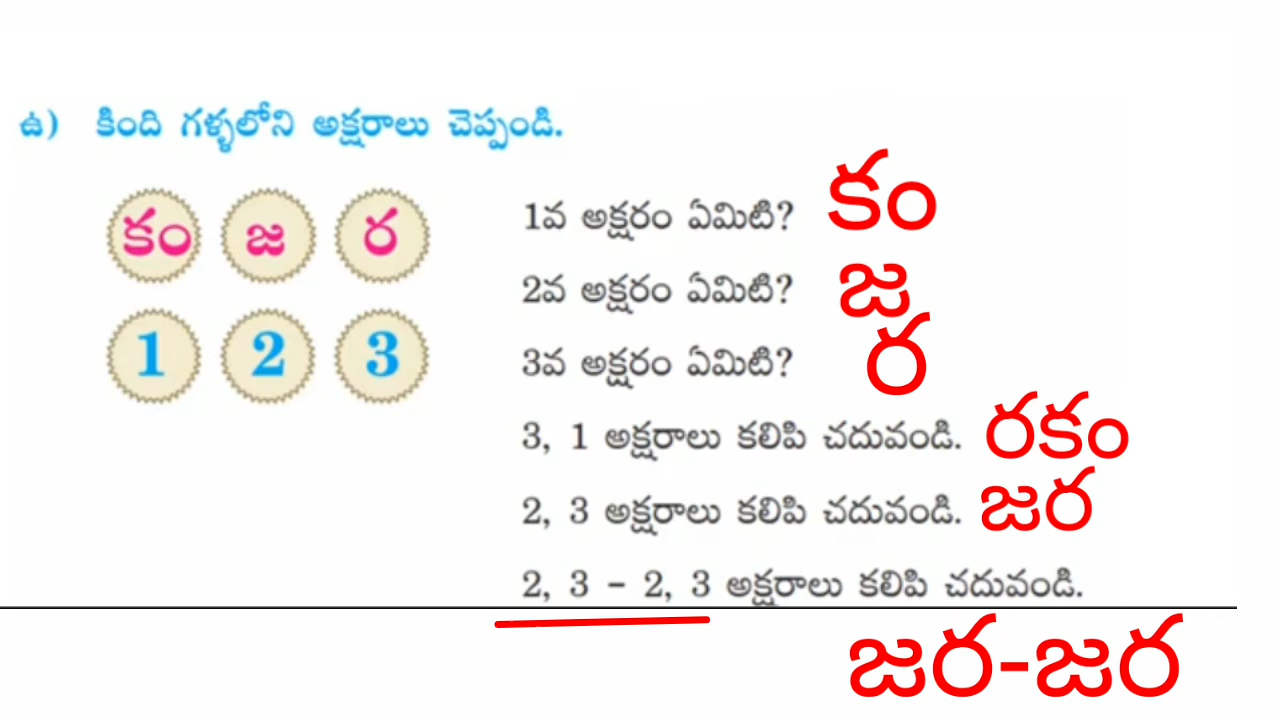 ఉ) కింది గళ్ళలోని అక్షరాలు చెప్పండి.
కం జ ర
1 2 3
1వ అక్షరం ఏమిటి? కం
2వ అక్షరం ఏమిటి? జ
3వ అక్షరం ఏమిటి? ర
3, 1 అక్షరాలు కలిపి చదువండి. రకం
2, 3 అక్షరాలు కలిపి చదువండి. జర
2, 3 - 2, 3 అక్షరాలు కలిపి చదువండి.
జర-జర